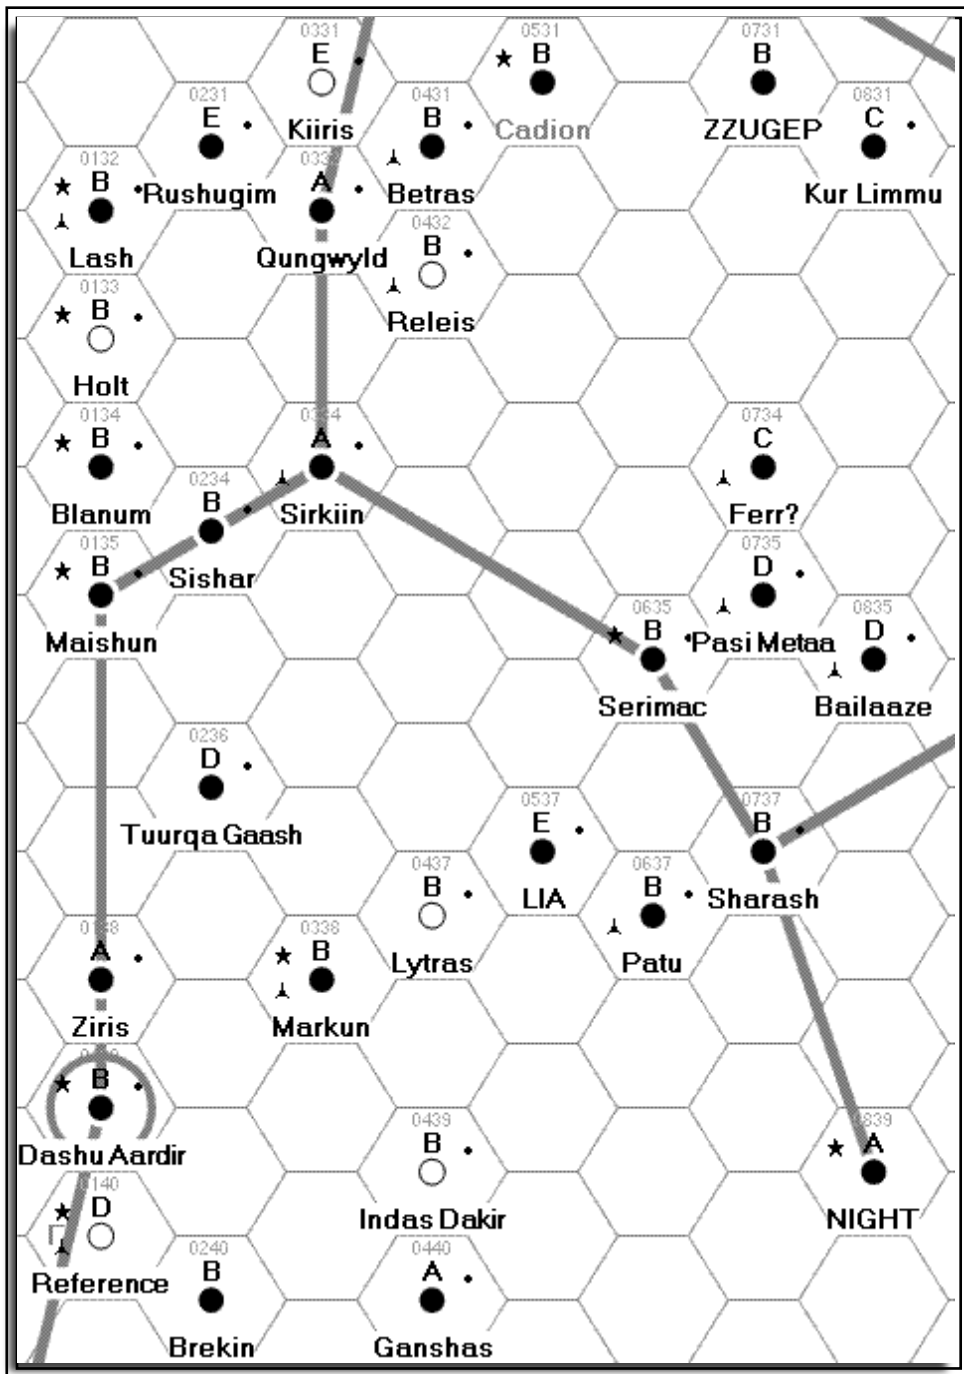 0331
E
Kiiris
0531
B
Cadion
0731
B
ZZUGEP
0231
E
Rushugim
0431
B
Betras
0831
C
Kur Limmu
0132
B
Lash
A
Qungwyld
0432
B
Releis
0133
B
Holt
0134
B
Blanum
A
Sirkiin
0734
C
Ferr?
0234
B
Sishar
0135
B
Maishun
0735
D
Pasi Metaa
0635
B
Serimac
0835
D
Bailaaze
0236
D
Tuurqa Gaash
0537
E
LIA
0737
B
Sharash
0437
B
Lytras
0637
B
Patu
A
Ziris
0338
B
Markun
B
Dashu Aardir
0439
B
Indas Dakir
0839
A
NIGHT
0140
D
Reference
0240
B
Brekin
0440
A
Ganshas